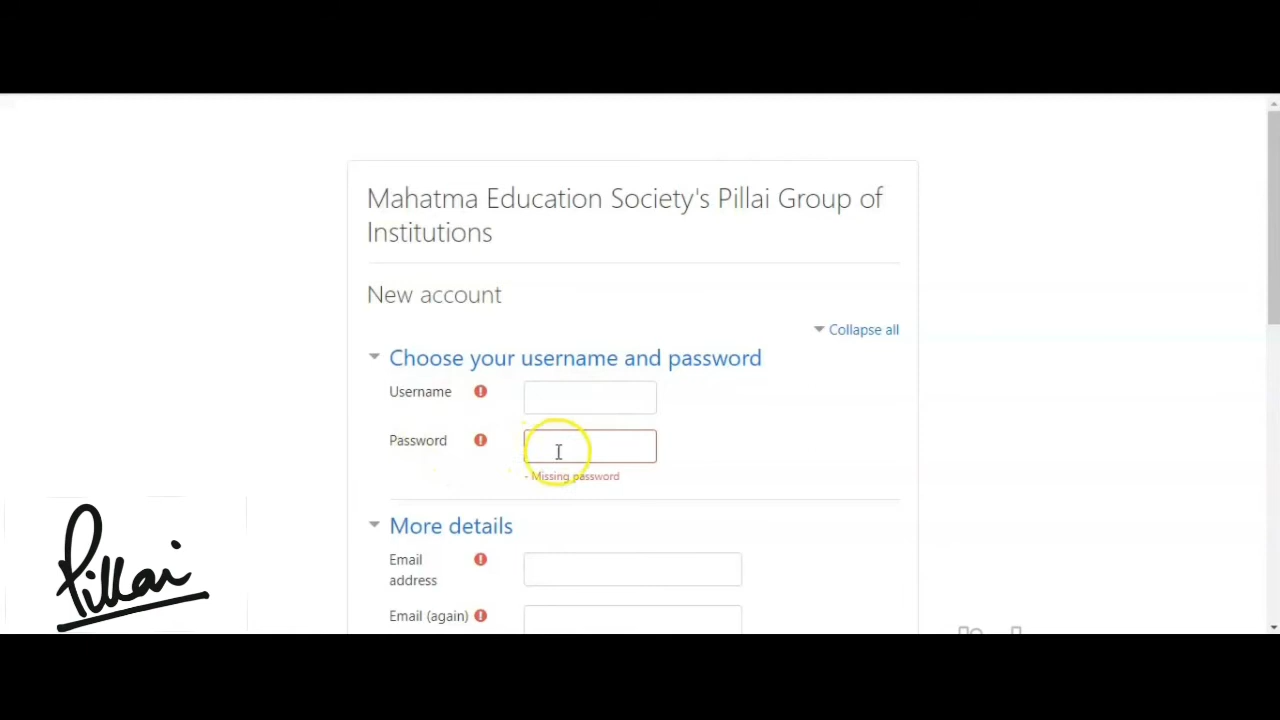 Mahatma Education Society's Pillai Group of
Institutions
New account
Collapse all
Choose your username and password
Username
Password
- Missing password
More details
Email
address
Email (again)
Pillai